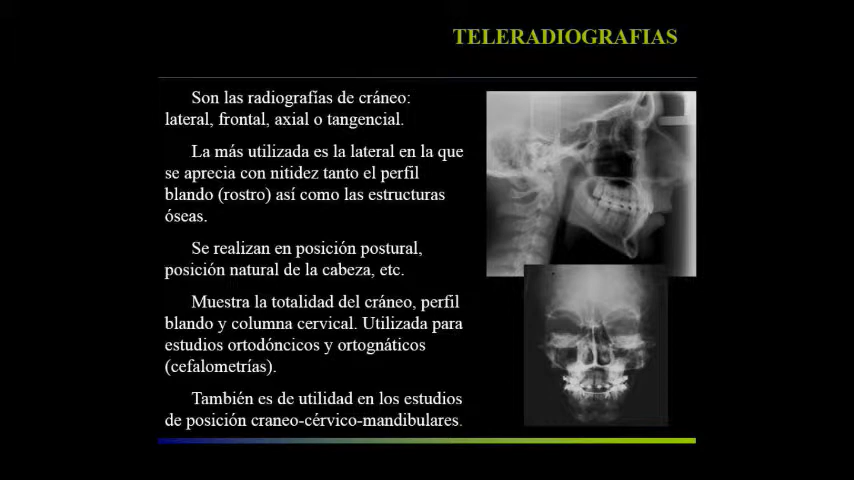 TELERADIOGRAFIAS
Son las radiografías de cráneo:
lateral, frontal, axial o tangencial.
La más utilizada es la lateral en la que
se aprecia con nitidez tanto el perfil
blando (rostro) así como las estructuras
óseas.
Se realizan en posición postural,
posición natural de la cabeza, etc.
Muestra la totalidad del cráneo, perfil
blando y columna cervical. Utilizada para
estudios ortodóncicos y ortognáticos
(cefalometrías).
También es de utilidad en los estudios
de posición craneo-cérvico-mandibulares.